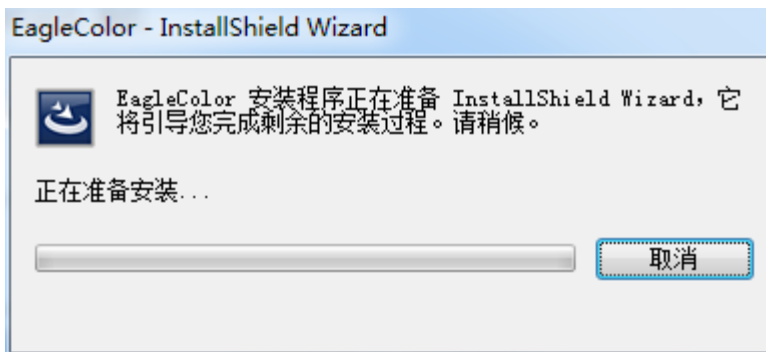 EagleColor - InstallShield Wizard
EagleColor 安装程序正在准备 InstallShield Wizard，它
将引导您完成剩余的安装过程。请稍候。
正在准备安装...
取消